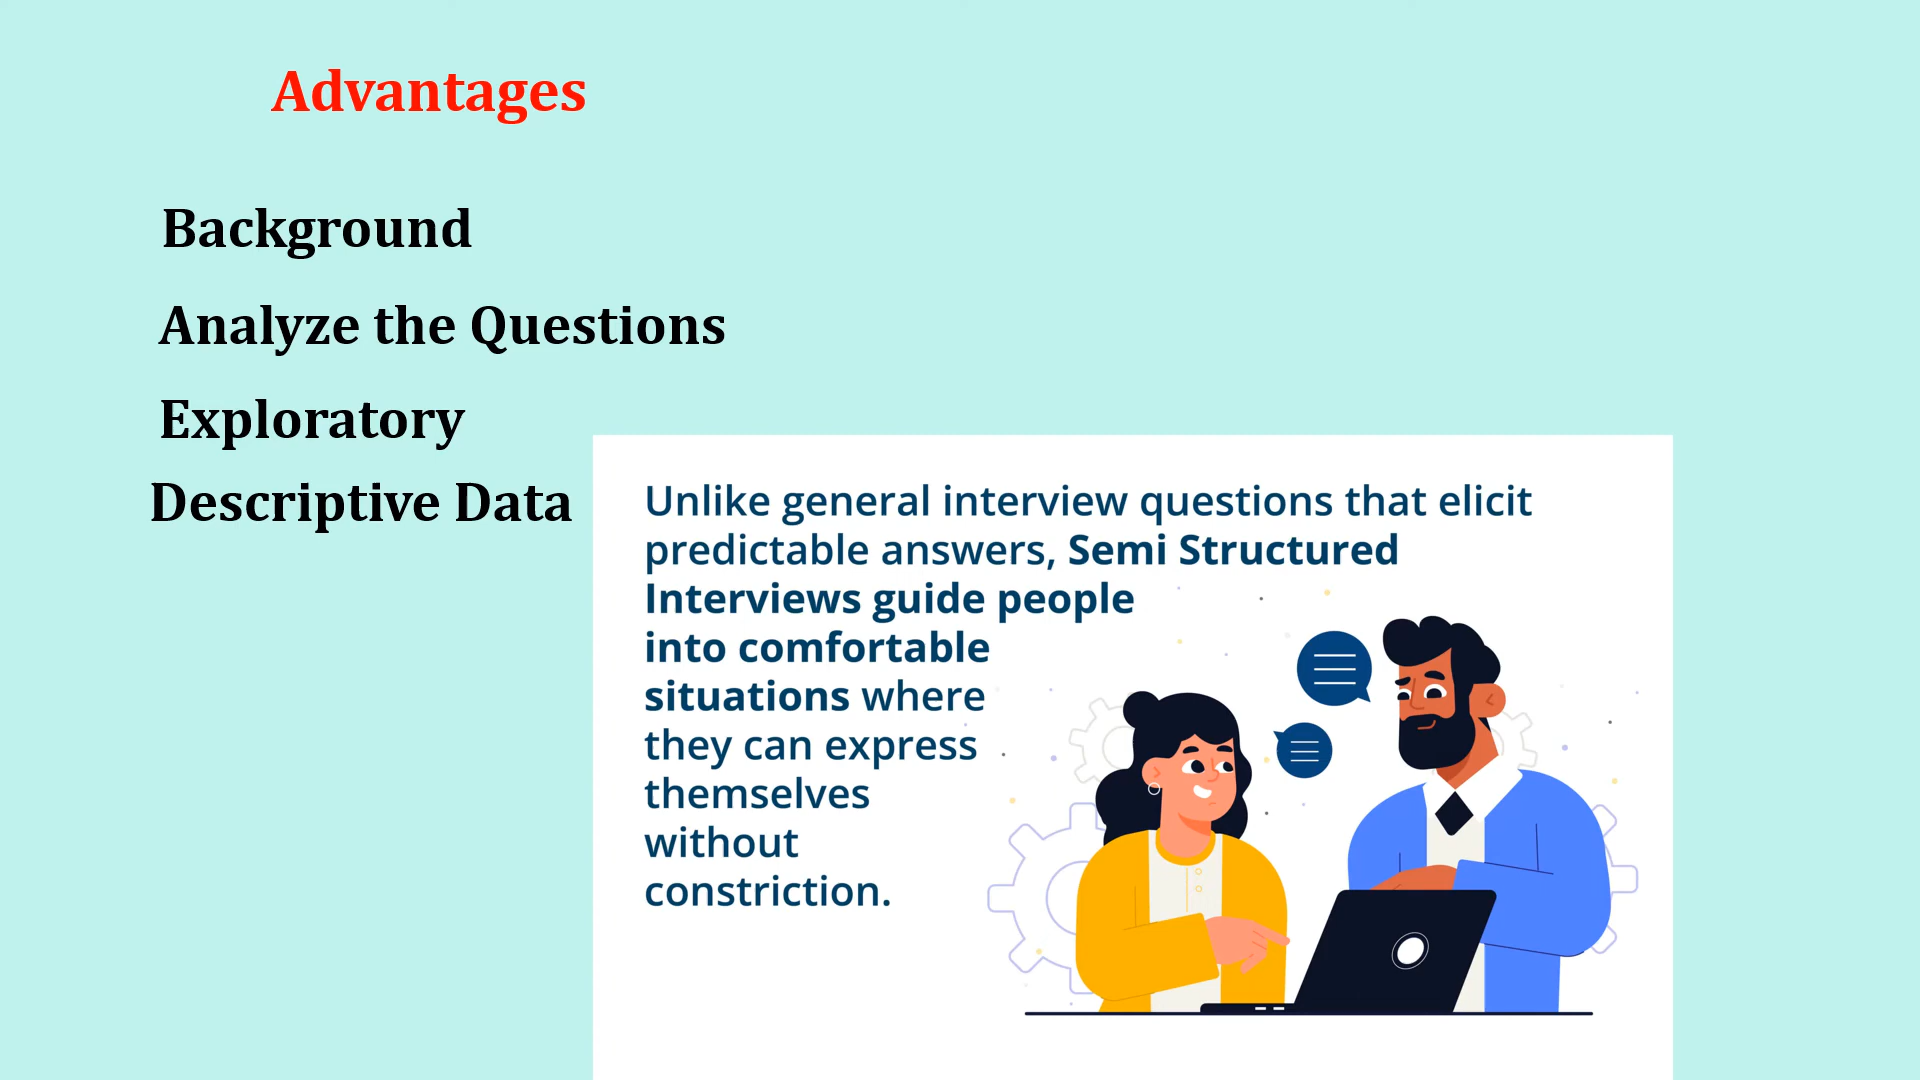 Advantages
Background
Analyze the Questions
Exploratory
Descriptive Data
Unlike general interview questions that elicit
predictable answers, Semi Structured
Interviews guide people
into comfortable
situations where
they can express
themselves
without
constriction.